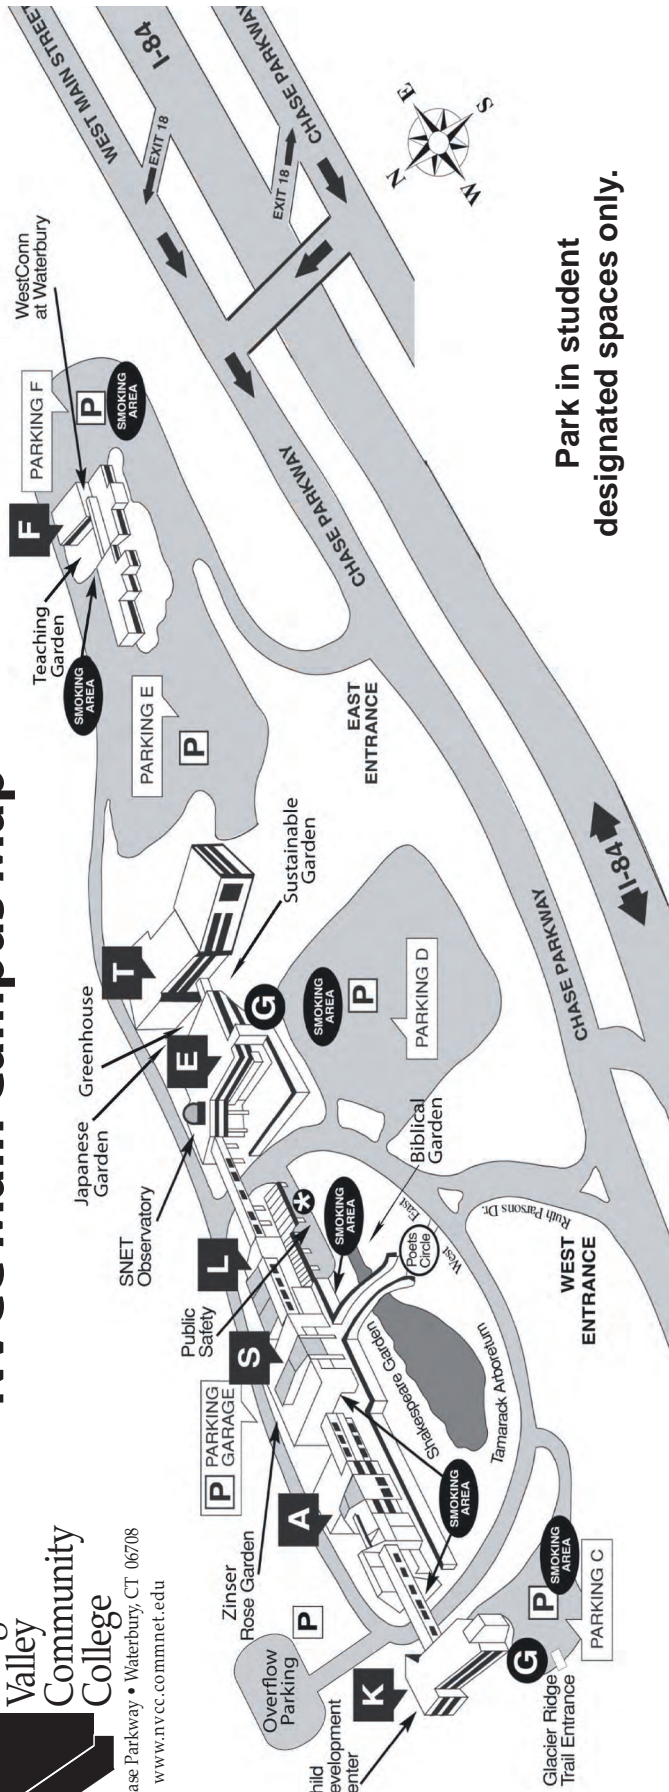 Valley
Community
College
Parkway • Waterbury, CT 06708
www.nvcc.commnet.edu
Main Campus Map
WEST MAIN STREET
I-84
CHASE PARKWAY
EXIT 18
EXIT 18
N
E
S
W
WestConn
at Waterbury
PARKING F
P
SMOKING
AREA
F
Teaching
Garden
SMOKING
AREA
PARKING E
P
CHASE PARKWAY
EAST
ENTRANCE
Park in student
designated spaces only.
T
Sustainable
Garden
Greenhouse
Japanese
Garden
E
G
SMOKING
AREA
P
PARKING D
I-84
CHASE PARKWAY
SNET
Observatory
L
Public
Safety
*
SMOKING
AREA
Biblical
Garden
East
West
Poets
Circle
Ruth Parsons Dr.
WEST
ENTRANCE
S
P
PARKING
GARAGE
Shakespeare Garden
Tamarack Arboretum
Zinser
Rose Garden
A
SMOKING
AREA
P
Overflow
Parking
K
G
P
SMOKING
AREA
PARKING C
Glacier Ridge
Trail Entrance